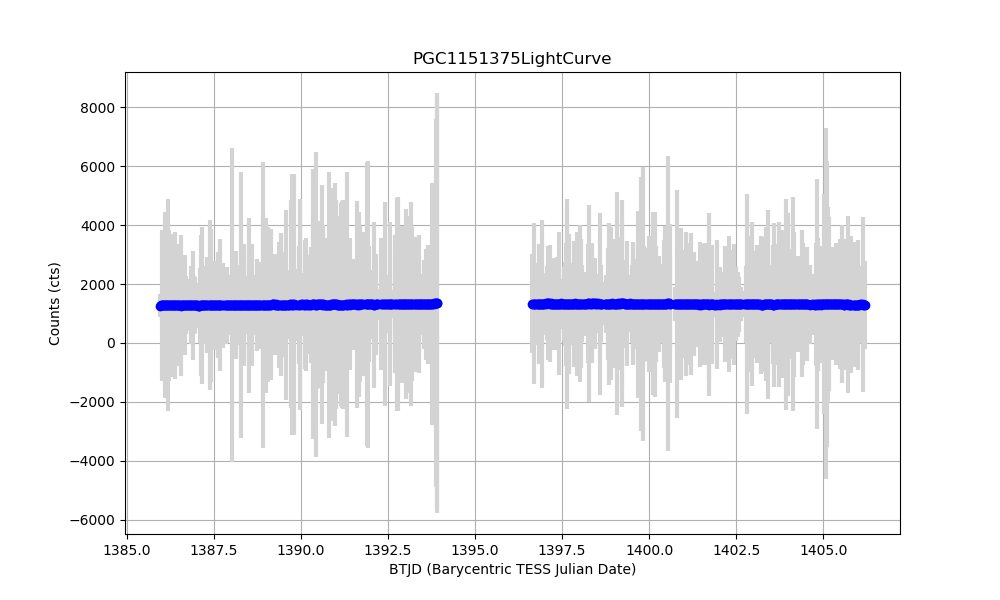 PGC1151375LightCurve
8000
6000
4000
2000
0
−2000
−4000
−6000
Counts (cts)
1385.0 1387.5 1390.0 1392.5 1395.0 1397.5 1400.0 1402.5 1405.0
BTJD (Barycentric TESS Julian Date)